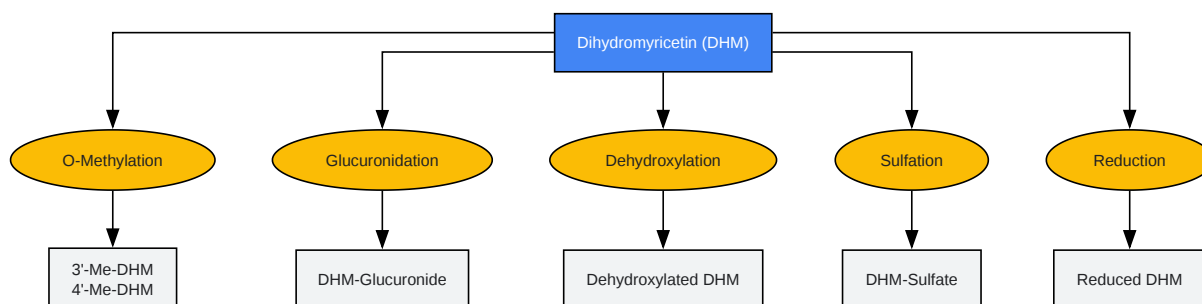 Dihydromyricetin (DHM)
O-Methylation
Glucuronidation
Dehydroxylation
Sulfation
Reduction
3'-Me-DHM
4'-Me-DHM
DHM-Glucuronide
Dehydroxylated DHM
DHM-Sulfate
Reduced DHM